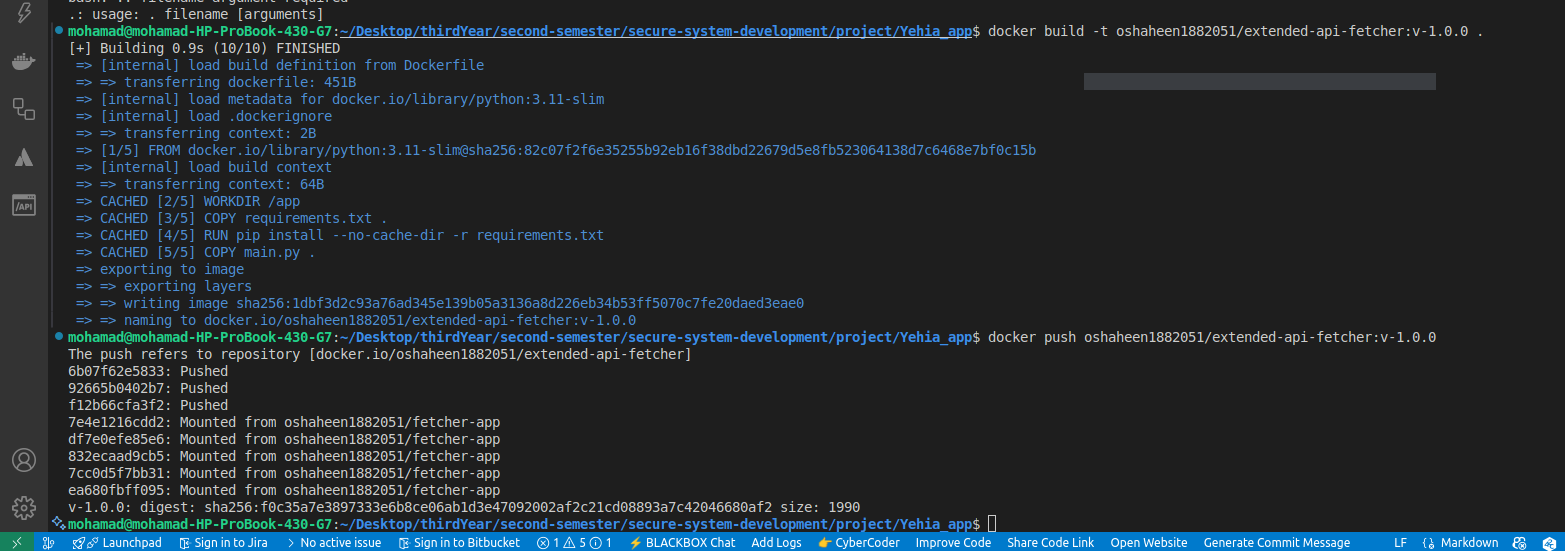 bash: .: filename argument required
.: usage: . filename [arguments]
mohamad@mohamad-HP-ProBook-430-G7:~/Desktop/thirdYear/second-semester/secure-system-development/project/Yehia_app$ docker build -t oshaheen1882051/extended-api-fetcher:v-1.0.0 .
[+] Building 0.9s (10/10) FINISHED
=> [internal] load build definition from Dockerfile
=> => transferring dockerfile: 451B
=> [internal] load metadata for docker.io/library/python:3.11-slim
=> [internal] load .dockerignore
=> => transferring context: 2B
=> [1/5] FROM docker.io/library/python:3.11-slim@sha256:82c07f2f6e35255b92eb16f38dbd22679d5e8fb523064138d7c6468e7bf0c15b
=> [internal] load build context
=> => transferring context: 64B
=> CACHED [2/5] WORKDIR /app
=> CACHED [3/5] COPY requirements.txt .
=> CACHED [4/5] RUN pip install --no-cache-dir -r requirements.txt
=> CACHED [5/5] COPY main.py .
=> exporting to image
=> => exporting layers
=> => writing image sha256:1dbf3d2c93a76ad345e139b05a3136a8d226eb34b53ff5070c7fe20daed3eae0
=> => naming to docker.io/oshaheen1882051/extended-api-fetcher:v-1.0.0
mohamad@mohamad-HP-ProBook-430-G7:~/Desktop/thirdYear/second-semester/secure-system-development/project/Yehia_app$ docker push oshaheen1882051/extended-api-fetcher:v-1.0.0
The push refers to repository [docker.io/oshaheen1882051/extended-api-fetcher]
6b07f62e5833: Pushed
92665b0402b7: Pushed
f12b66cfa3f2: Pushed
7e4e1216cdd2: Mounted from oshaheen1882051/fetcher-app
df7e0efe85e6: Mounted from oshaheen1882051/fetcher-app
832ecaad9cb5: Mounted from oshaheen1882051/fetcher-app
7cc0d5f7bb31: Mounted from oshaheen1882051/fetcher-app
ea680fbff095: Mounted from oshaheen1882051/fetcher-app
v-1.0.0: digest: sha256:f0c35a7e3897333e6b8ce06ab1d3e47092002af2c21cd08893a7c42046680af2 size: 1990
mohamad@mohamad-HP-ProBook-430-G7:~/Desktop/thirdYear/second-semester/secure-system-development/project/Yehia_app$
/API
Launchpad Sign in to Jira > No active issue Sign in to Bitbucket 1 5 1 BLACKBOX Chat Add Logs CyberCoder Improve Code Share Code Link Open Website Generate Commit Message LF {} Markdown